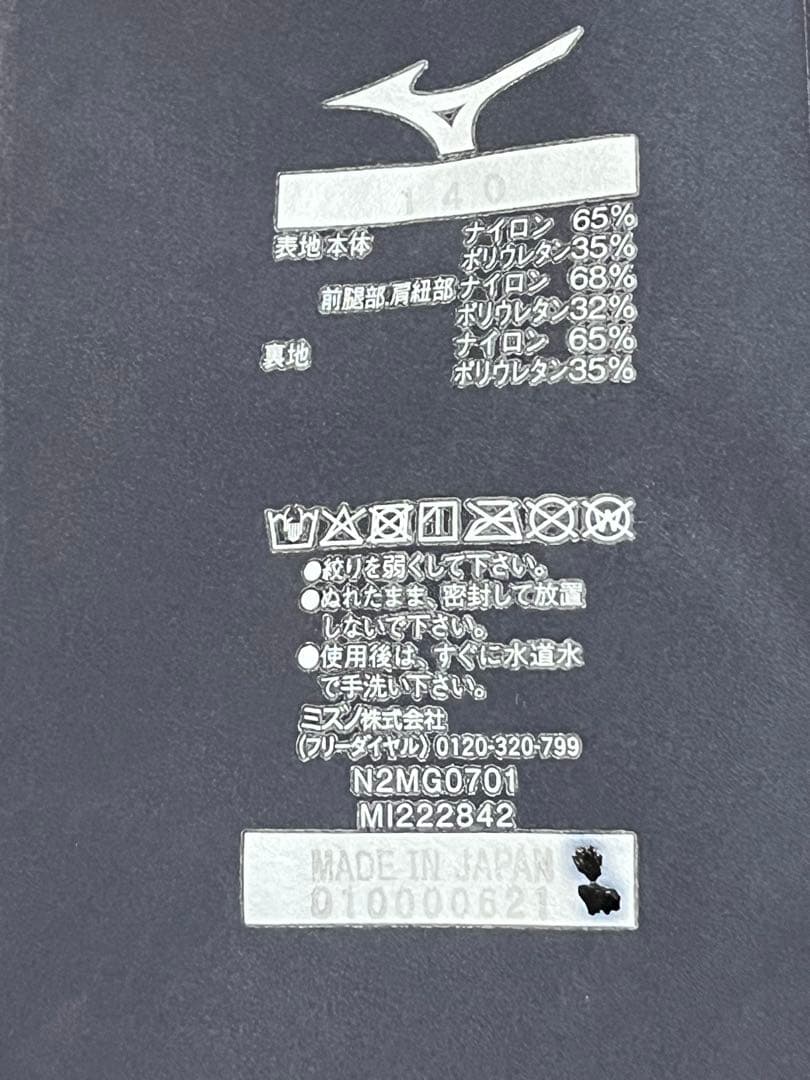 140
表地 本体 ナイロン 65%
ポリウレタン35%
前腿部.肩紐部 ナイロン 68%
ポリウレタン32%
裏地 ナイロン 65%
ポリウレタン35%
●絞りを弱くして下さい。
●ぬれたまま、密封して放置
しないで下さい。
●使用後は、すぐに水道水
で手洗い下さい。
ミズノ株式会社
(フリーダイヤル) 0120-320-799
N2MG0701
MI222842
MADE IN JAPAN
010000621